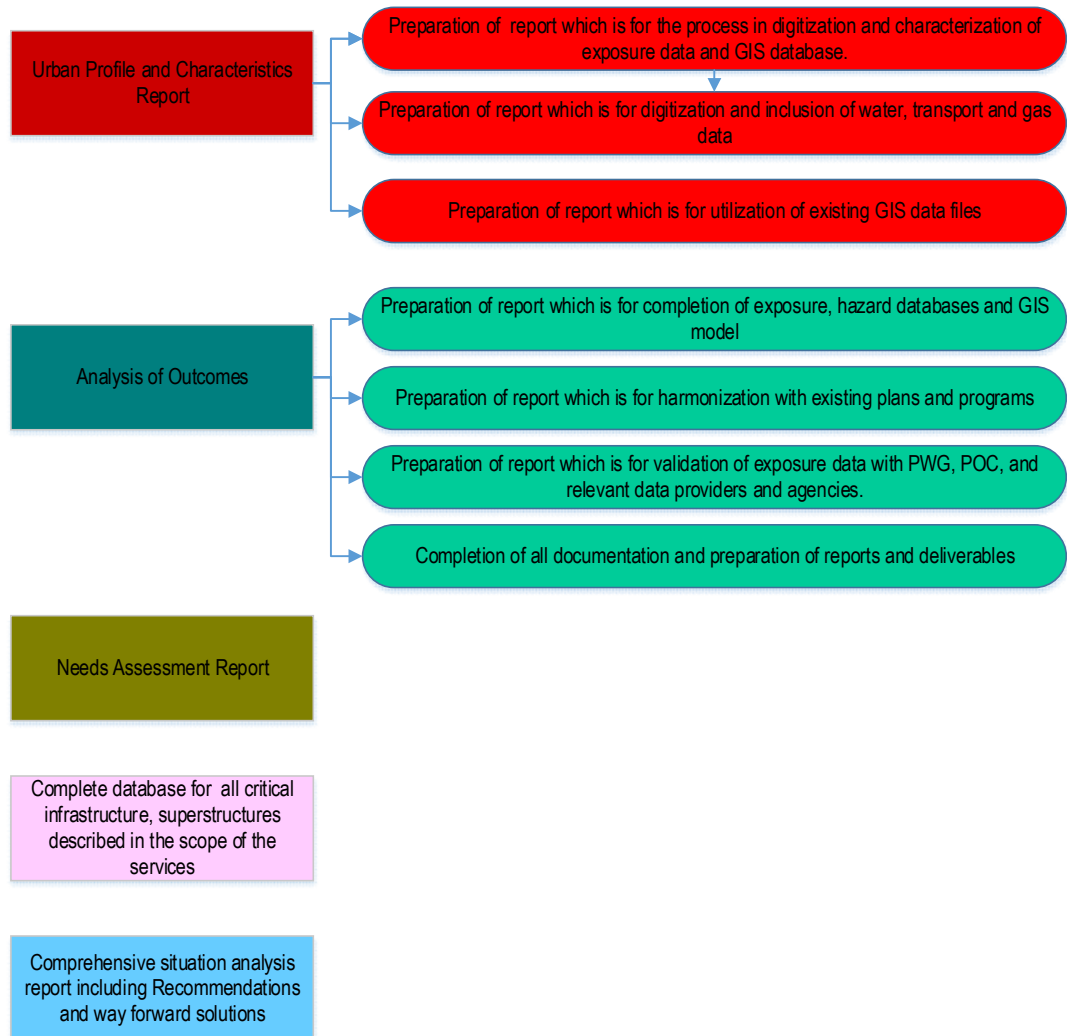 Urban Profile and Characteristics
Report
Preparation of report which is for the process in digitization and characterization of
exposure data and GIS database.
Preparation of report which is for digitization and inclusion of water, transport and gas
data
Preparation of report which is for utilization of existing GIS data files
Analysis of Outcomes
Preparation of report which is for completion of exposure, hazard databases and GIS
model
Preparation of report which is for harmonization with existing plans and programs
Preparation of report which is for validation of exposure data with PWG, POC, and
relevant data providers and agencies.
Completion of all documentation and preparation of reports and deliverables
Needs Assessment Report
Complete database for all critical
infrastructure, superstructures
described in the scope of the
services
Comprehensive situation analysis
report including Recommendations
and way forward solutions